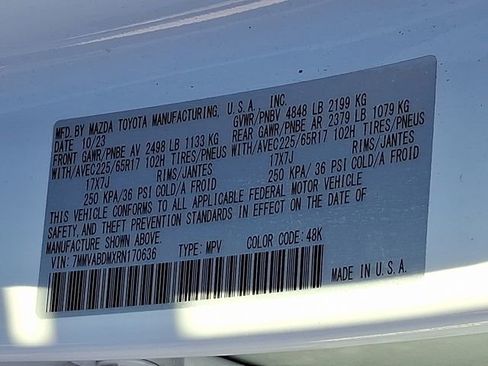 MFD. BY MAZDA TOYOTA MANUFACTURING, U.S.A., INC.
DATE 10/23 GVWR/PNBV 4848 LB 2199 KG
FRONT GAWR/PNBE AV 2498 LB 1133 KG REAR GAWR/PNBE AR 2379 LB 1079 KG
WITH/AVEC225/65R17 102H TIRES/PNEUS WITH/AVEC225/65R17 102H TIRES/PNEUS
17X7J RIMS/JANTES 17X7J RIMS/JANTES
250 KPA/36 PSI COLD/A FROID 250 KPA/36 PSI COLD/A FROID
THIS VEHICLE CONFORMS TO ALL APPLICABLE FEDERAL MOTOR VEHICLE
SAFETY, AND THEFT PREVENTION STANDARDS IN EFFECT ON THE DATE OF
MANUFACTURE SHOWN ABOVE.
VIN: 7MMVABDMXRN170636 TYPE: MPV COLOR CODE: 48K
MADE IN U.S.A.